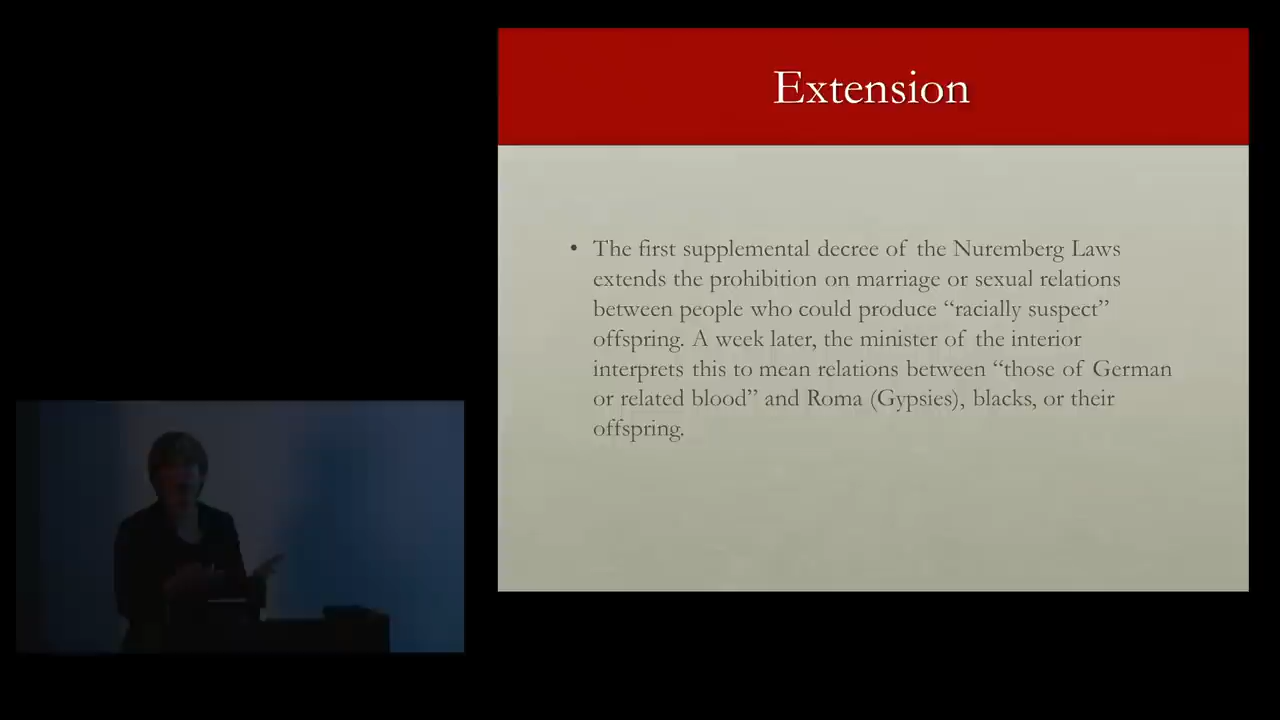 Extension
• The first supplemental decree of the Nuremberg Laws
extends the prohibition on marriage or sexual relations
between people who could produce “racially suspect”
offspring. A week later, the minister of the interior
interprets this to mean relations between “those of German
or related blood” and Roma (Gypsies), blacks, or their
offspring.